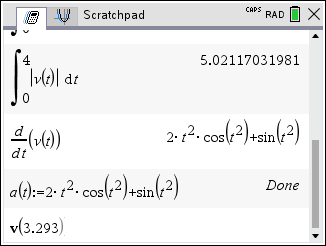 CAPS RAD
Scratchpad
0
∫₀⁴ |v(t)| dt 5.02117031981
d/dt(v(t)) 2·t²·cos(t²)+sin(t²)
a(t):=2·t²·cos(t²)+sin(t²) Done
v(3.293)